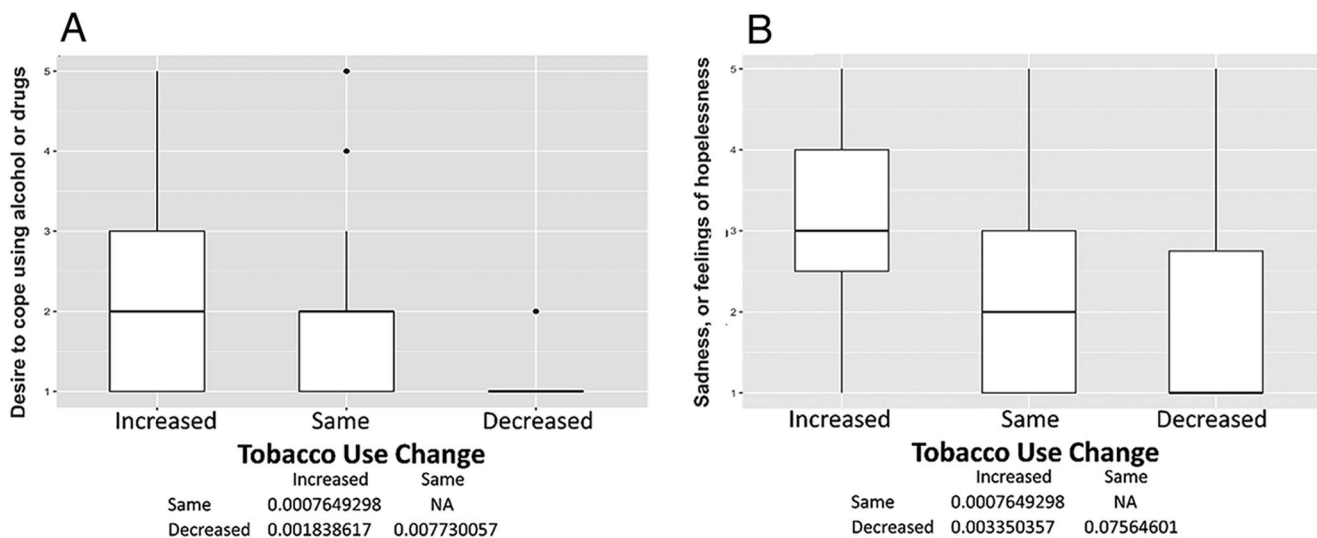 A
Desire to cope using alcohol or drugs
5
4
3
2
1
Increased Same Decreased
Tobacco Use Change
Increased Same
Same 0.0007649298 NA
Decreased 0.001838617 0.007730057
B
Sadness, or feelings of hopelessness
5
4
3
2
1
Increased Same Decreased
Tobacco Use Change
Increased Same
Same 0.0007649298 NA
Decreased 0.003350357 0.07564601